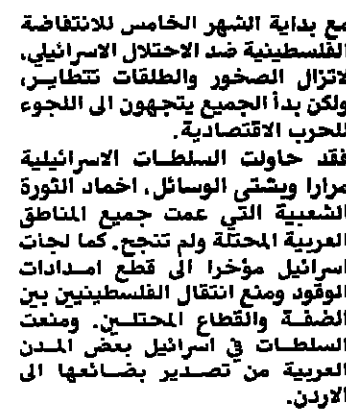 مع بداية الشهر الخامس للانتفاضة
الفلسطينية ضد الاحتلال الاسرائيلي،
لاتزال الصخور والطلقات تتطاير،
ولكن بدأ الجميع يتجهون الى اللجوء
للحرب الاقتصادية.
فقد حاولت السلطات الاسرائيلية
مرارا وبشتى الوسائل، اخماد الثورة
الشعبية التي عمت جميع المناطق
العربية المحتلة ولم تنجح. كما لجات
اسرائيل مؤخرا الى قطع امدادات
الوقود ومنع انتقال الفلسطينيين بين
الضفة والقطاع المحتلين. ومنعت
السلطات في اسرائيل بعض المدن
العربية من تصدير بضائعها الى
الاردن.